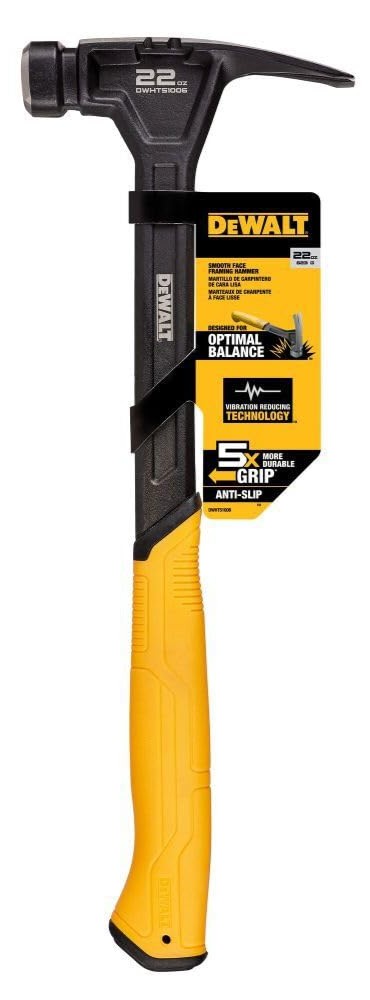 22 oz
DWHT51006
DEWALT
DEWALT
22 oz
SMOOTH FACE
FRAMING HAMMER
MARTILLO DE CARPINTERO
DE CARA LISA
MARTEAUX DE CHARPENTE
À FACE LISSE
DESIGNED FOR
OPTIMAL
BALANCE
VIBRATION REDUCING
TECHNOLOGY
5X MORE
DURABLE
GRIP*
ANTI-SLIP
DWHT51006
DEWALT